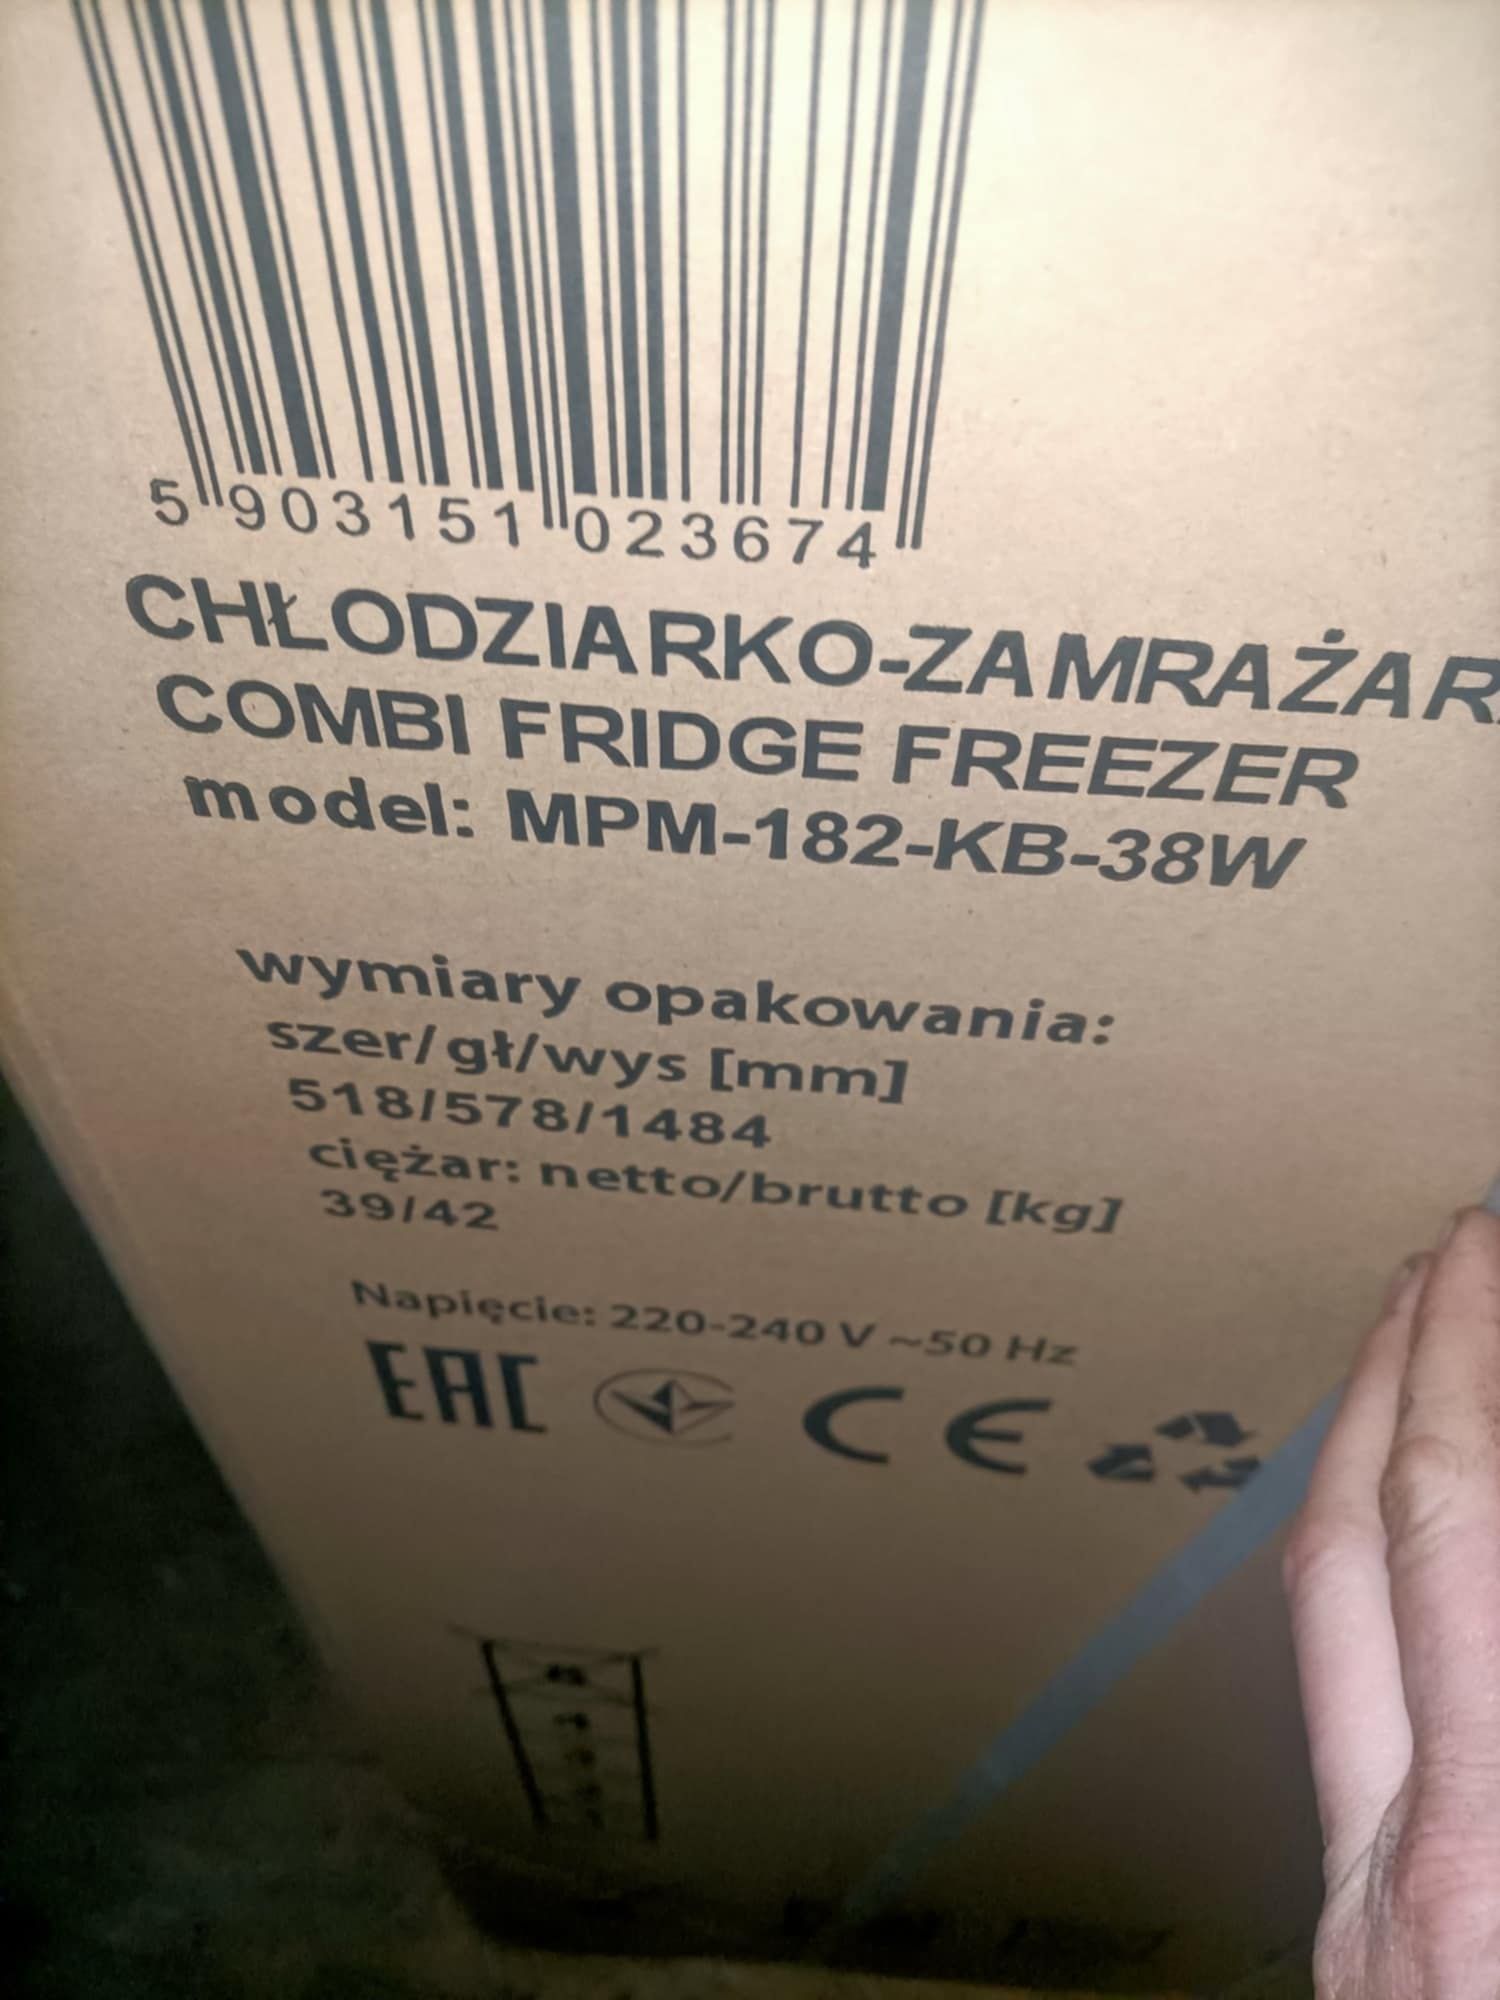 5 903151 023674
CHŁODZIARKO-ZAMRAŻAR
COMBI FRIDGE FREEZER
model: MPM-182-KB-38W
wymiary opakowania:
szer/gł/wys [mm]
518/578/1484
ciężar: netto/brutto [kg]
39/42
Napięcie: 220-240 V ~50 Hz
EAC CE